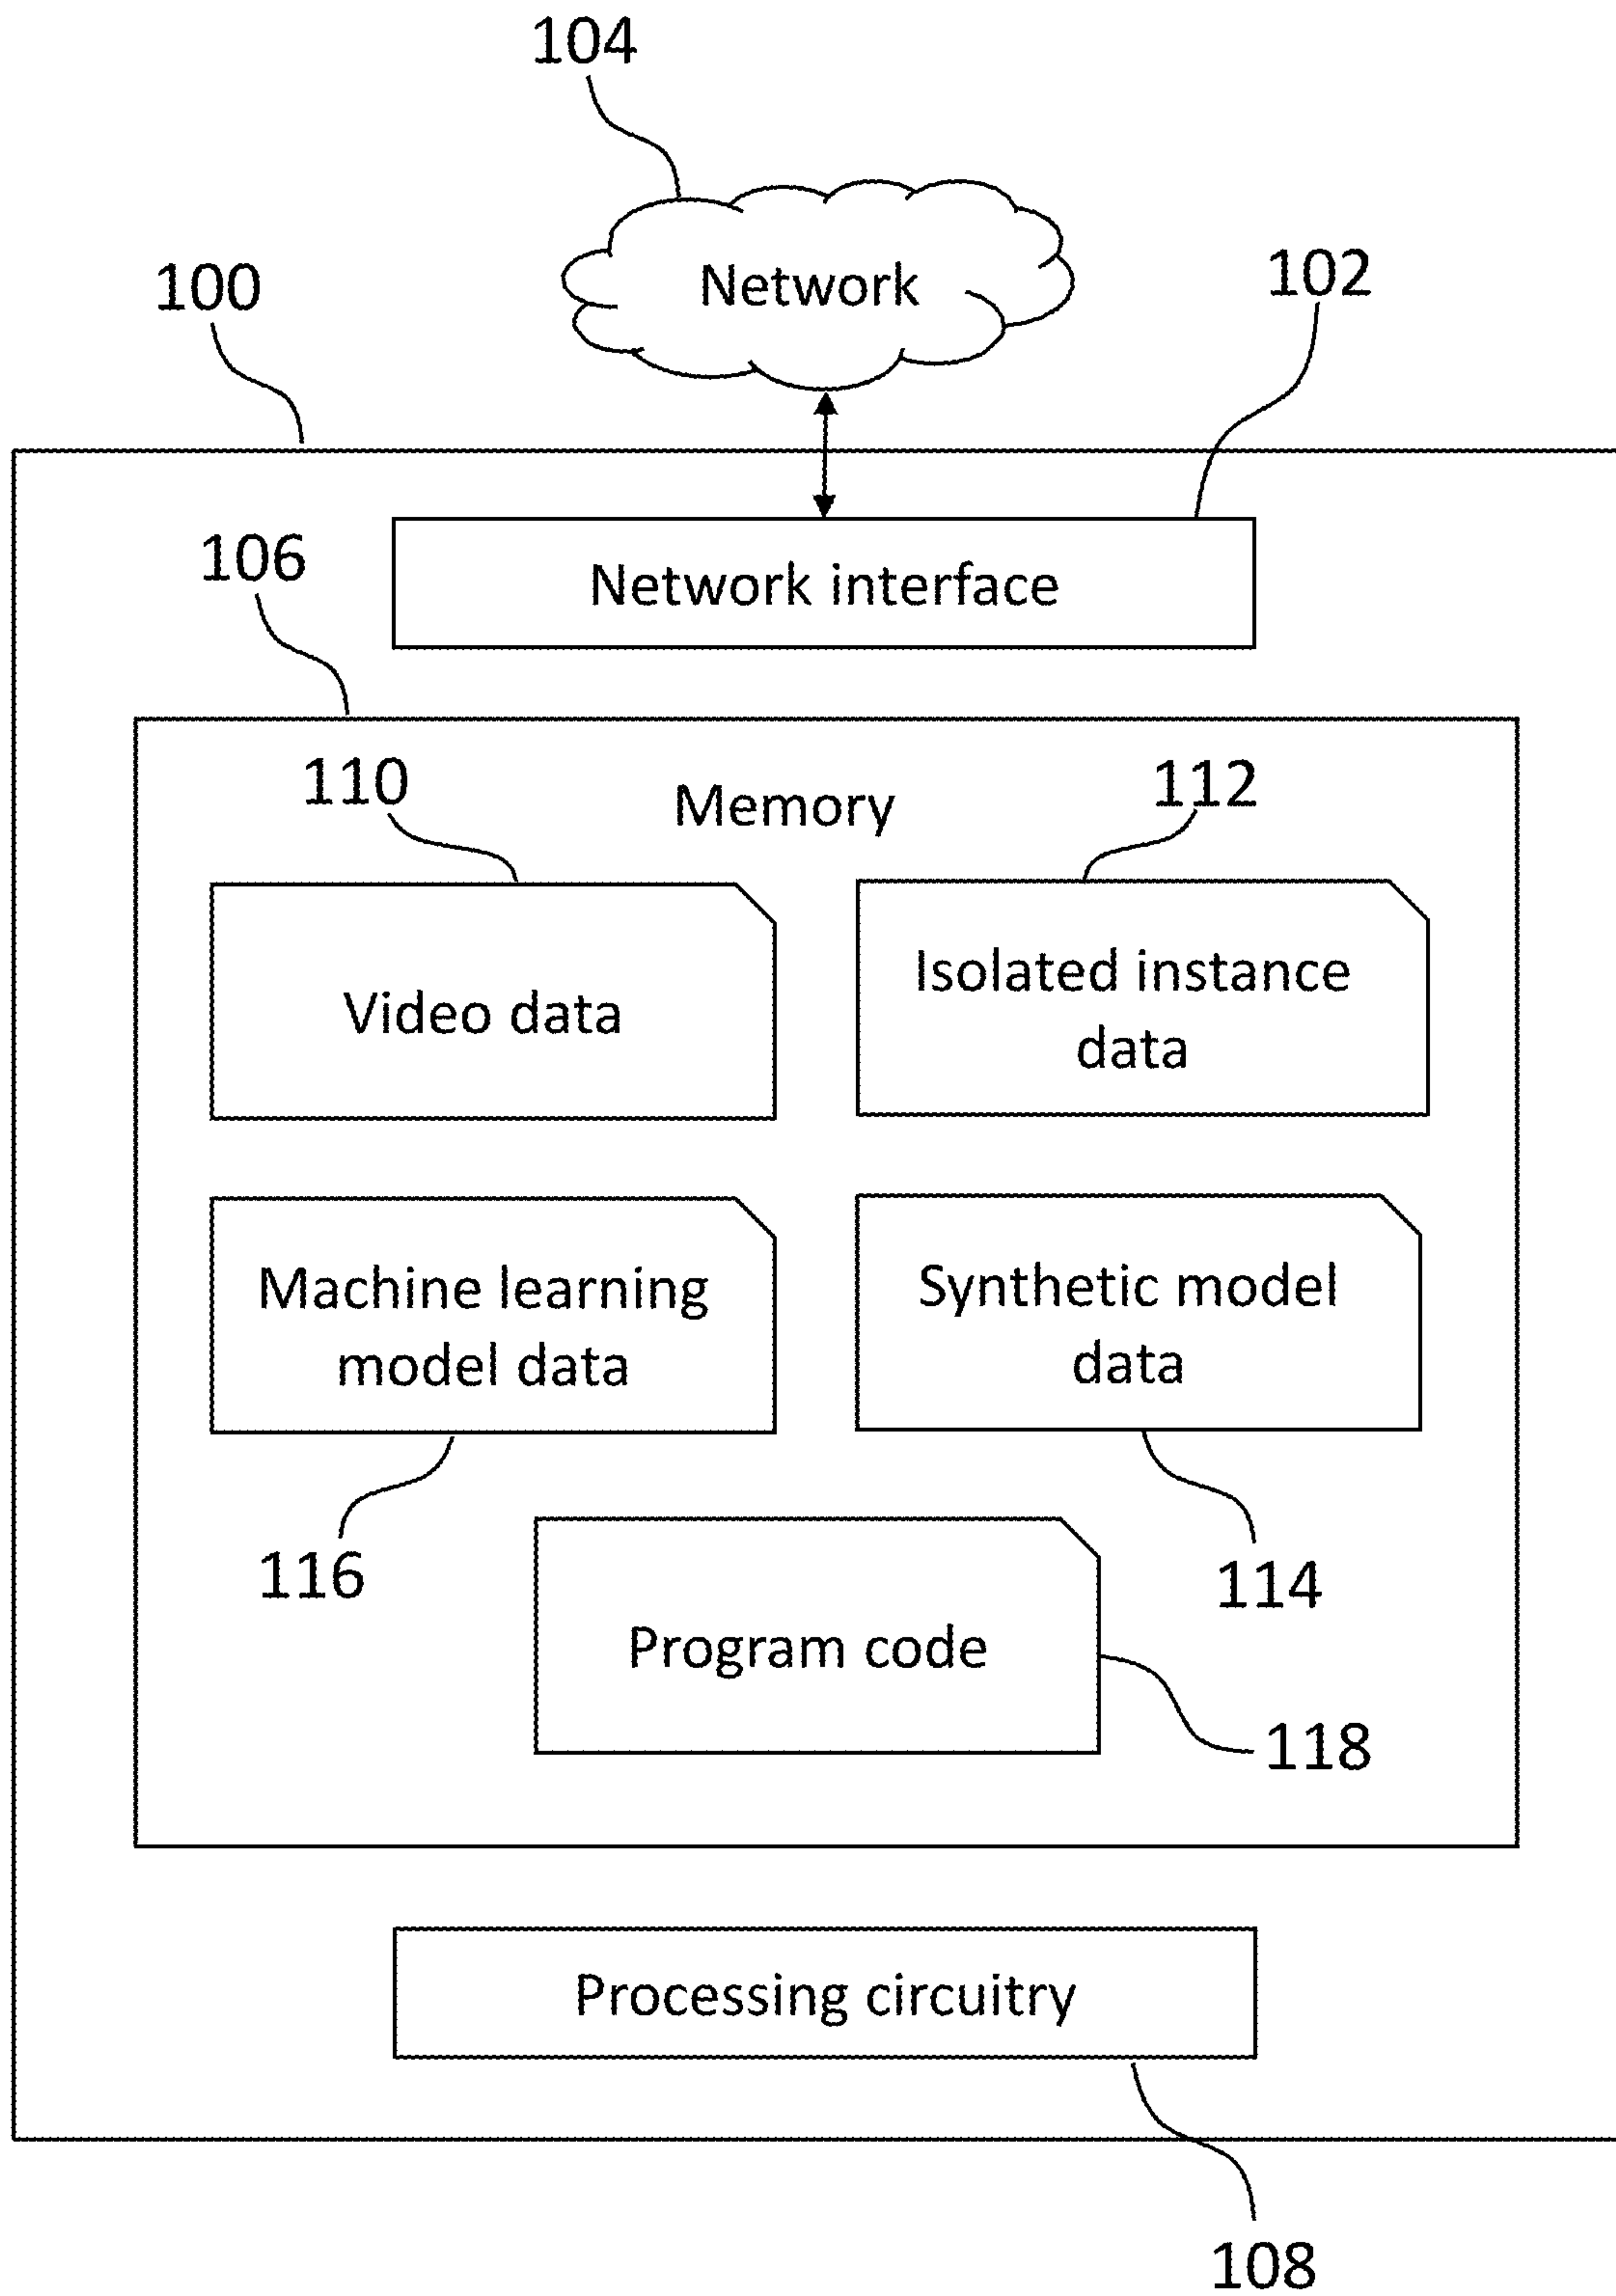 104
Network
100
102
Network interface
106
Memory
110
112
Video data
Isolated instance
data
Machine learning
model data
Synthetic model
data
116
114
Program code
118
Processing circuitry
108